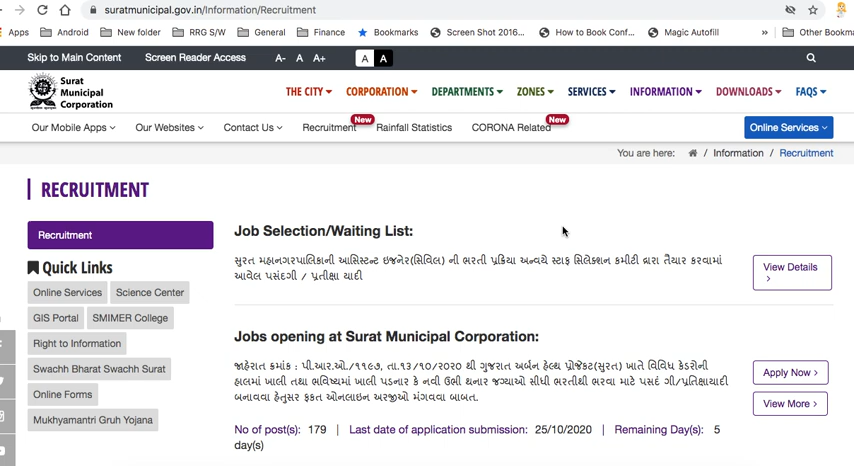 suratmunicipal.gov.in/Information/Recruitment
Apps Android New folder RRG S/W General Finance Bookmarks Screen Shot 2016... How to Book Conf... Magic Autofill » Other Bookma
Skip to Main Content Screen Reader Access A- A A+ A A
Surat
Municipal
Corporation
THE CITY CORPORATION DEPARTMENTS ZONES SERVICES INFORMATION DOWNLOADS FAQS
Our Mobile Apps Our Websites Contact Us Recruitment New Rainfall Statistics CORONA Related New Online Services
You are here: / Information / Recruitment
RECRUITMENT
Recruitment
Quick Links
Online Services Science Center
GIS Portal SMIMER College
Right to Information
Swachh Bharat Swachh Surat
Online Forms
Mukhyamantri Gruh Yojana
Job Selection/Waiting List:
સુરત મહાનગરપાલિકાની આસિસ્ટન્ટ ઇજનેર(સિવિલ) ની ભરતી પ્રક્રિયા અન્વયે સ્ટાફ સિલેક્શન કમીટી દ્વારા તૈયાર કરવામાં
આવેલ પસંદગી / પ્રતીક્ષા યાદી
View Details >
Jobs opening at Surat Municipal Corporation:
જાહેરાત ક્રમાંક : પી.આર.ઓ./૧૧૯૭, તા.૧૩/૧૦/૨૦૨૦ થી ગુજરાત અર્બન હેલ્થ પ્રોજેકટ(સુરત) ખાતે વિવિધ કેડરોની
હાલમાં ખાલી તથા ભવિષ્યમાં ખાલી પડનાર કે નવી ઉભી થનાર જગ્યાઓ સીધી ભરતીથી ભરવા માટે પસંદ ગી/પ્રતિક્ષાયાદી
બનાવવા હેતુસર ફકત ઓનલાઇન અરજીઓ મંગવવા બાબત.
Apply Now >
View More >
No of post(s): 179 | Last date of application submission: 25/10/2020 | Remaining Day(s): 5
day(s)